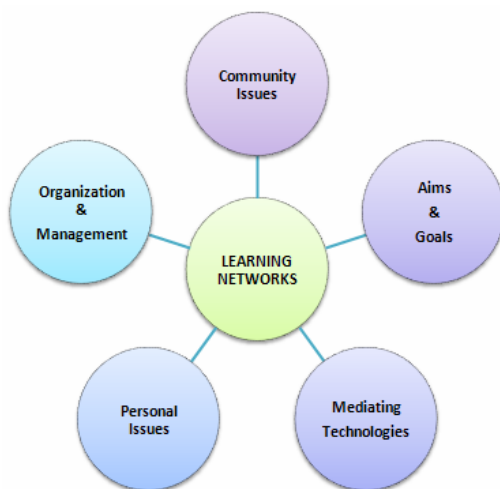 Community
Issues
Organization
&
Management
Aims
&
Goals
LEARNING
NETWORKS
Personal
Issues
Mediating
Technologies